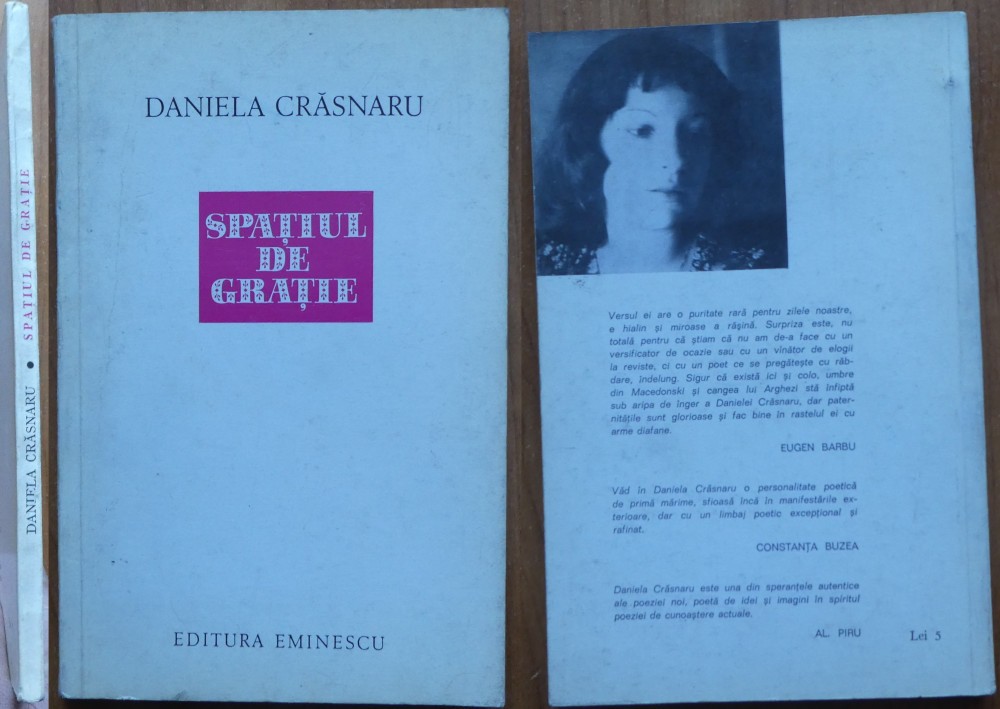 DANIELA CRĂSNARU • SPAȚIUL DE GRAȚIE
DANIELA CRĂSNARU
SPAȚIUL
DE
GRAȚIE
EDITURA EMINESCU
Versul ei are o puritate rară pentru zilele noastre,
e hialin și miroase a rășină. Surpriza este, nu
totală pentru că știam că nu am de-a face cu un
versificator de ocazie sau cu un vînător de elogii
la reviste, ci cu un poet ce se pregătește cu răb-
dare, îndelung. Sigur că există ici și colo, umbre
din Macedonski și cangea lui Arghezi stă înfiptă
sub aripa de înger a Danielei Crăsnaru, dar pater-
nitățile sunt glorioase și fac bine în rastelul ei cu
arme diafane.
EUGEN BARBU
Văd în Daniela Crăsnaru o personalitate poetică
de primă mărime, sfioasă încă în manifestările ex-
terioare, dar cu un limbaj poetic excepțional și
rafinat.
CONSTANȚA BUZEA
Daniela Crăsnaru este una din speranțele autentice
ale poeziei noi, poetă de idei și imagini în spiritul
poeziei de cunoaștere actuale.
AL. PIRU
Lei 5